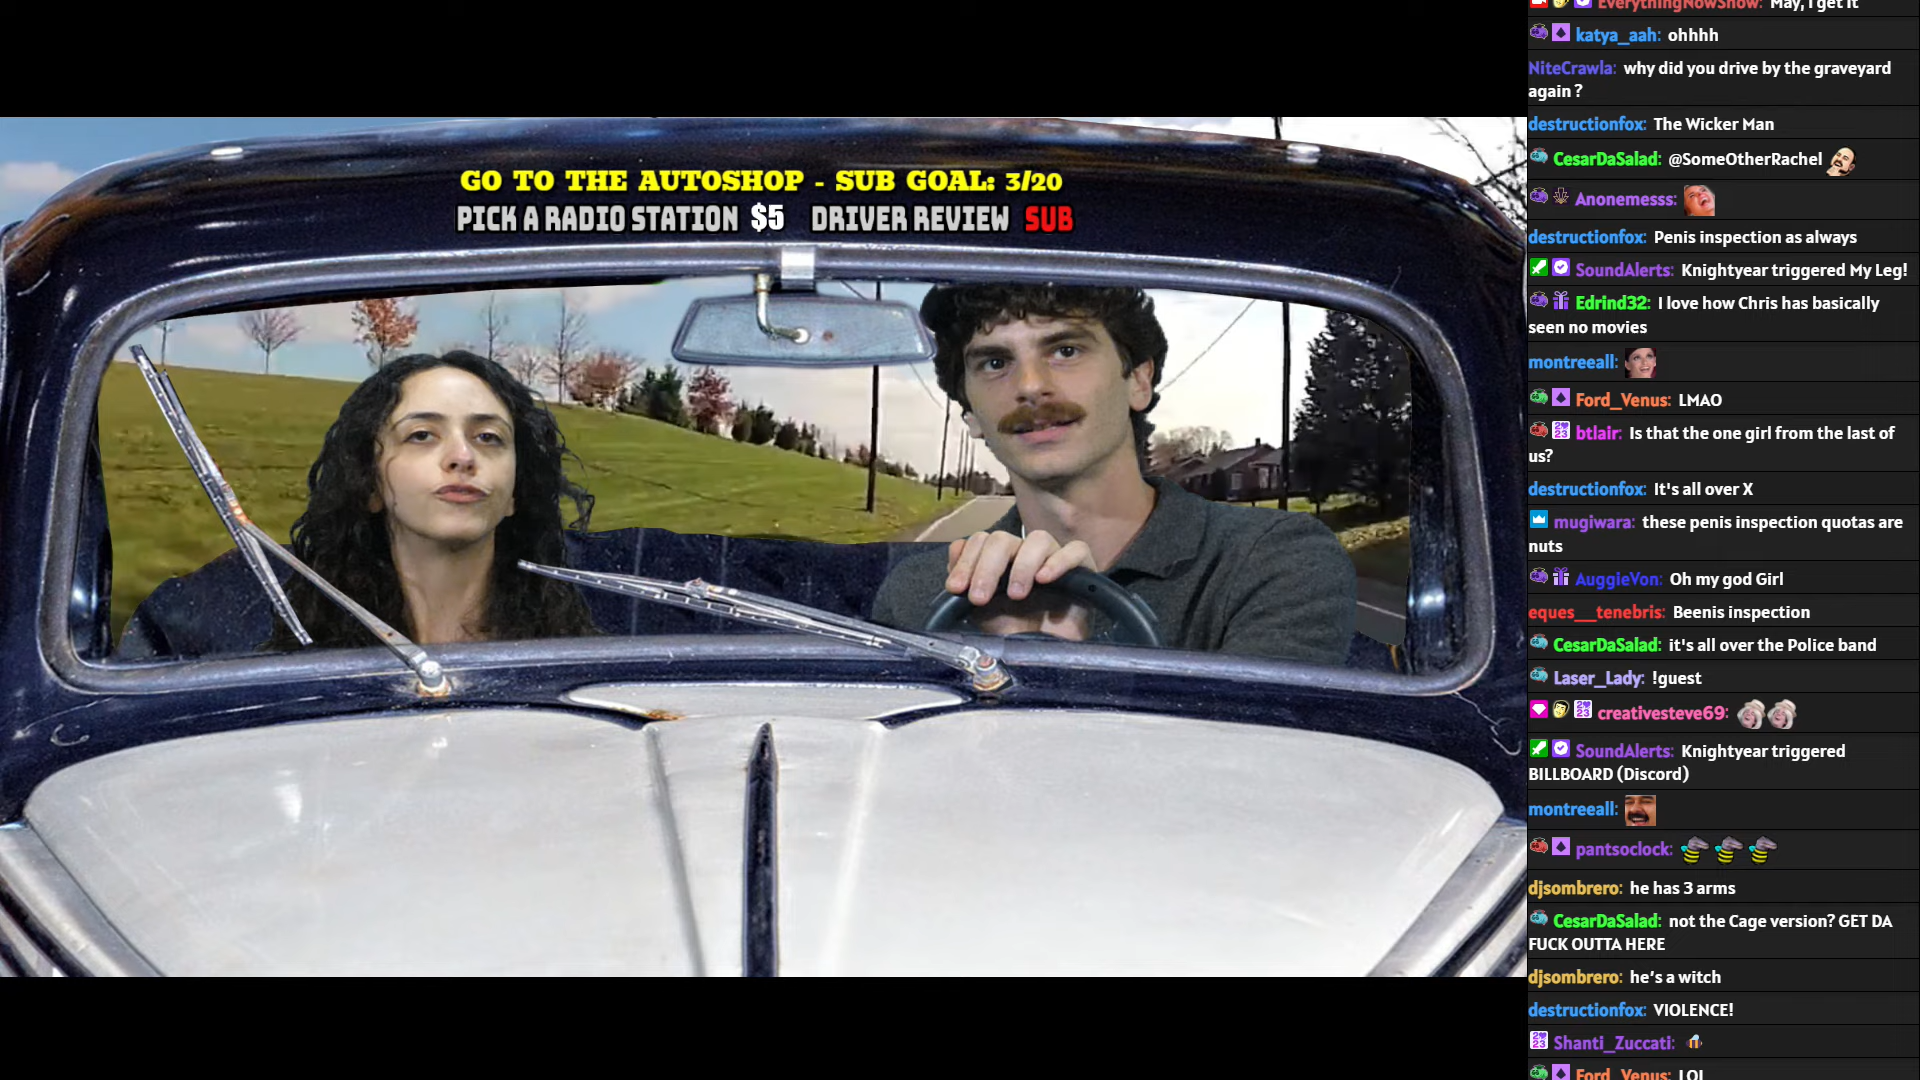 GO TO THE AUTOSHOP - SUB GOAL: 3/20
PICK A RADIO STATION $5 DRIVER REVIEW SUB
EverythingNowShow: May, I get it
katya_aah: ohhhh
NiteCrawla: why did you drive by the graveyard
again ?
destructionfox: The Wicker Man
CesarDaSalad: @SomeOtherRachel
Anonemesss:
destructionfox: Penis inspection as always
SoundAlerts: Knightyear triggered My Leg!
Edrind32: I love how Chris has basically
seen no movies
montreeall:
Ford_Venus: LMAO
btlair: Is that the one girl from the last of
us?
destructionfox: It's all over X
mugiwara: these penis inspection quotas are
nuts
AuggieVon: Oh my god Girl
eques__tenebris: Beenis inspection
CesarDaSalad: it's all over the Police band
Laser_Lady: !guest
creativesteve69:
SoundAlerts: Knightyear triggered
BILLBOARD (Discord)
montreeall:
pantsoclock:
djsombrero: he has 3 arms
CesarDaSalad: not the Cage version? GET DA
FUCK OUTTA HERE
djsombrero: he's a witch
destructionfox: VIOLENCE!
Shanti_Zuccati:
Ford_Venus: LOL